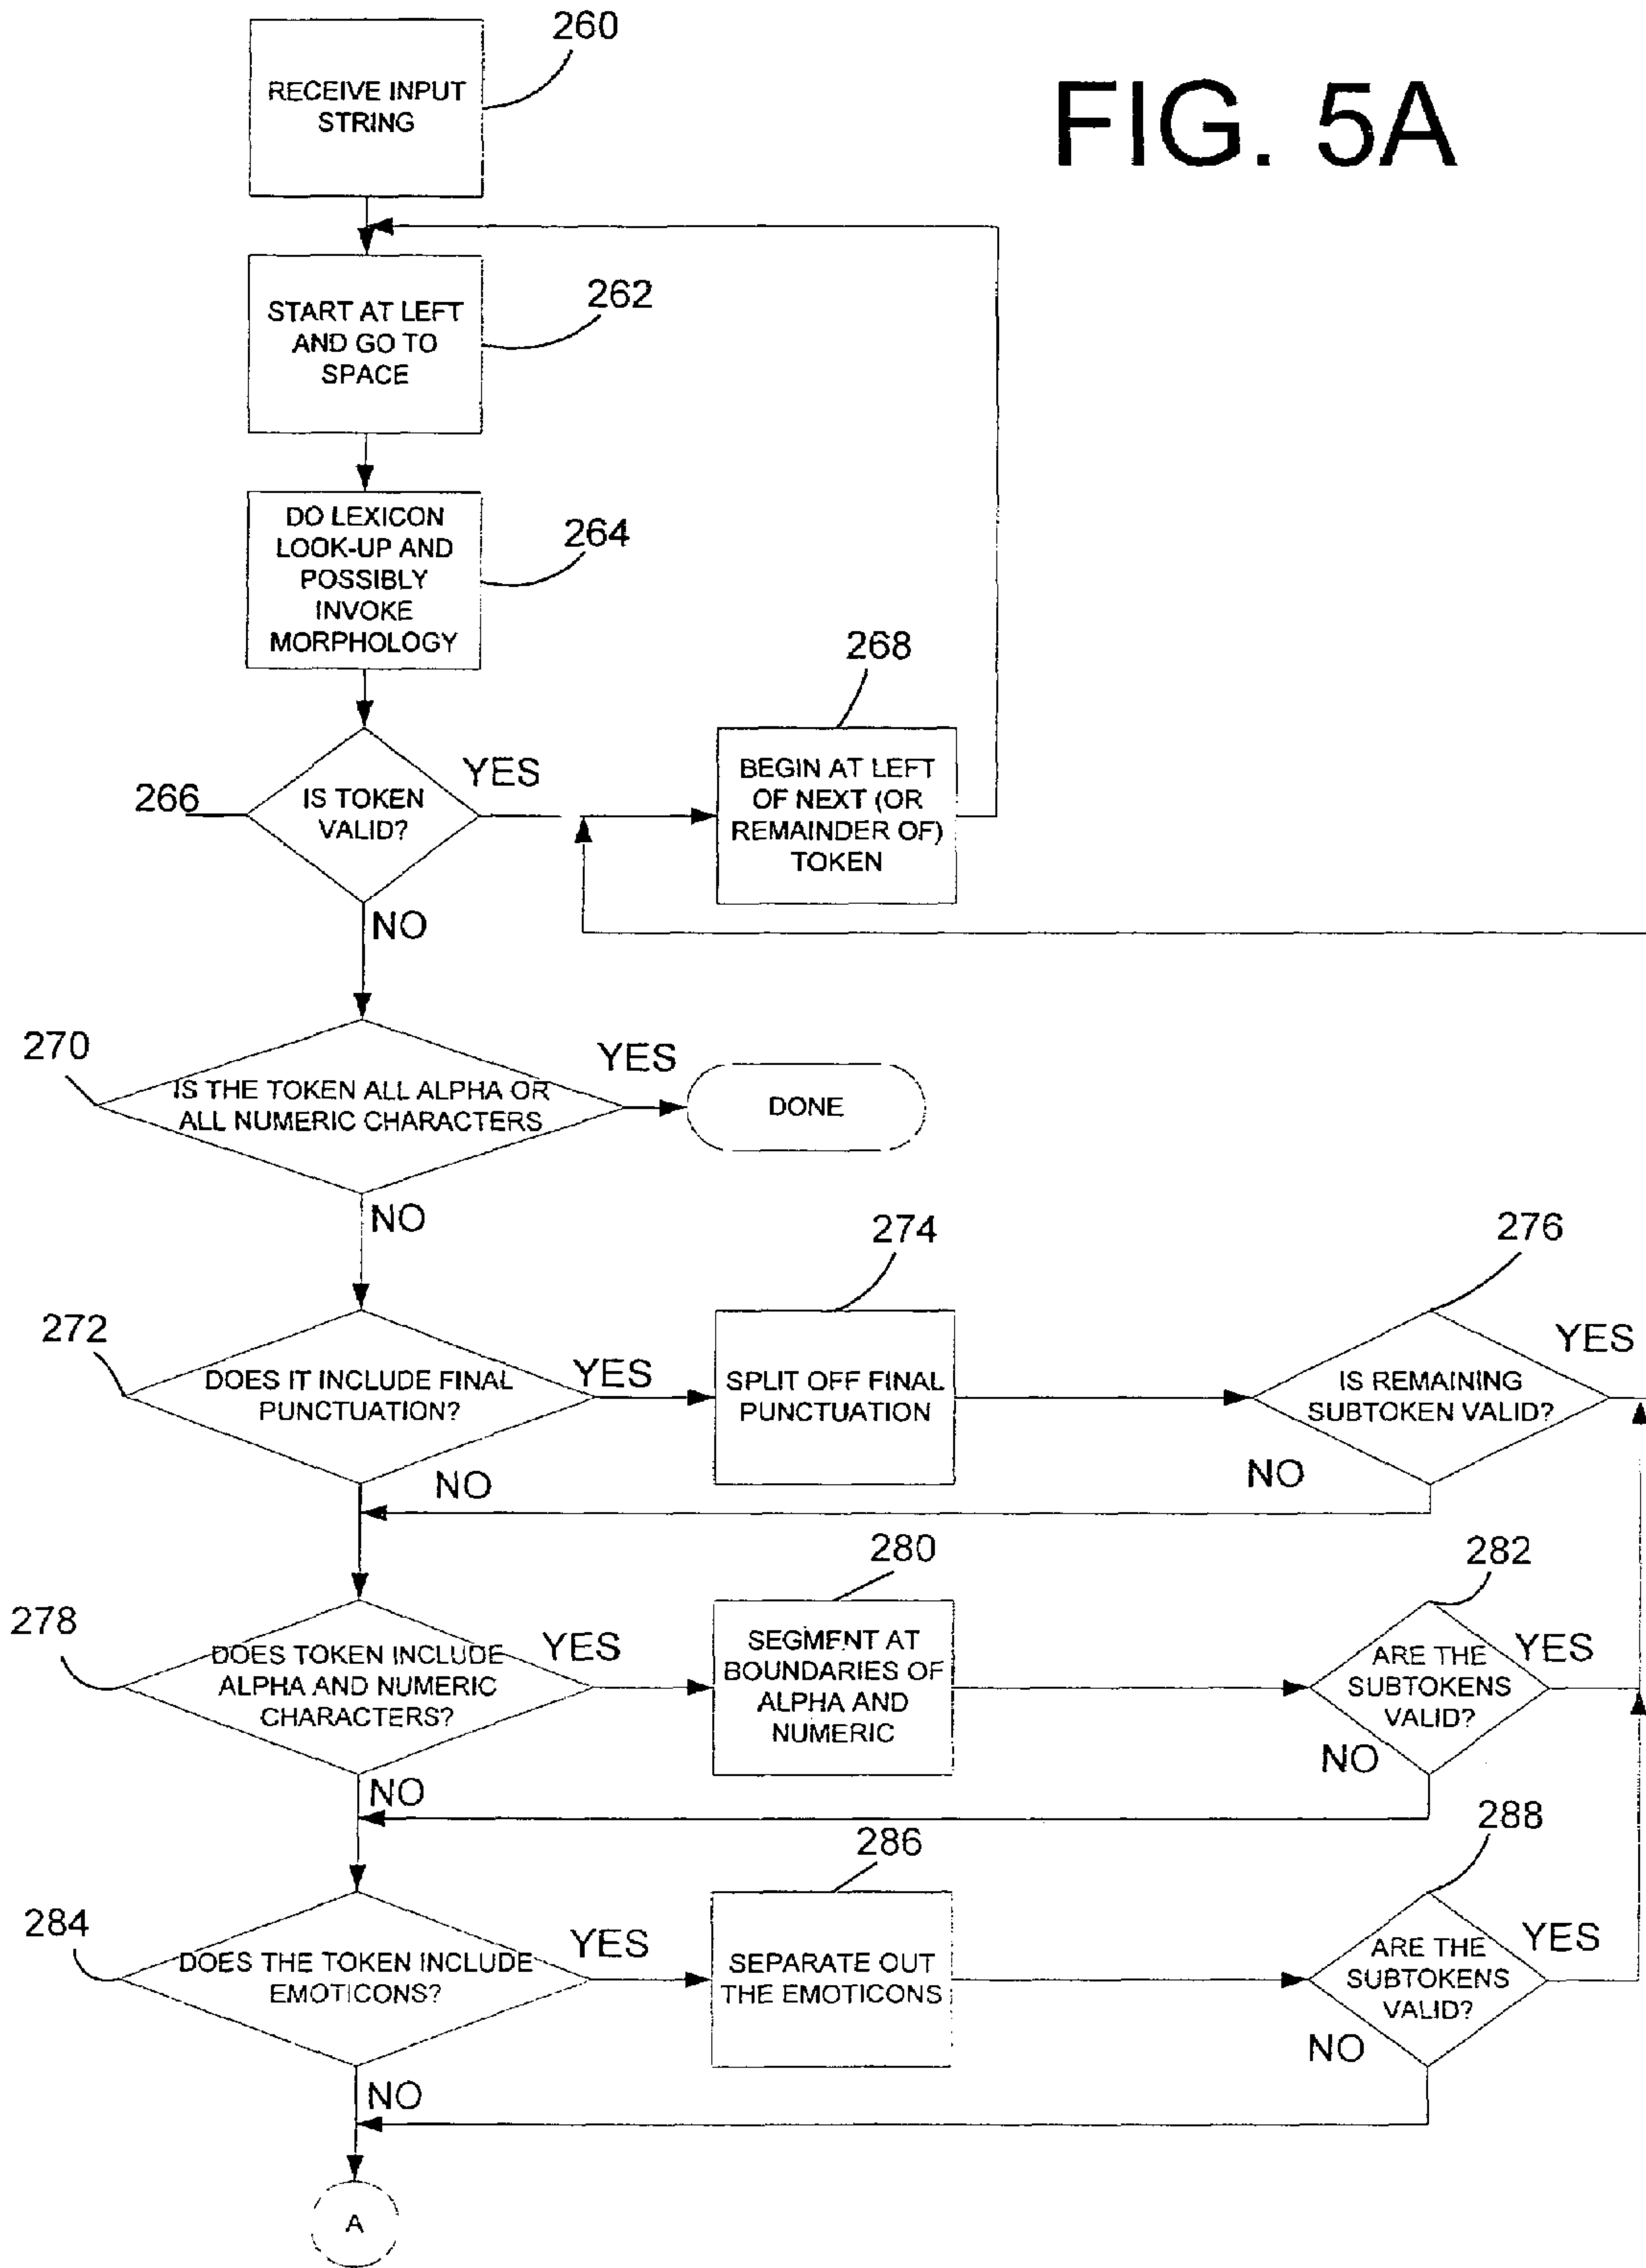 260
FIG. 5A
RECEIVE INPUT
STRING
262
START AT LEFT
AND GO TO
SPACE
264
DO LEXICON
LOOK-UP AND
POSSIBLY
INVOKE
MORPHOLOGY
268
266
IS TOKEN
VALID?
YES
BEGIN AT LEFT
OF NEXT (OR
REMAINDER OF)
TOKEN
NO
270
IS THE TOKEN ALL ALPHA OR
ALL NUMERIC CHARACTERS
YES
DONE
NO
274
276
272
DOES IT INCLUDE FINAL
PUNCTUATION?
YES
SPLIT OFF FINAL
PUNCTUATION
IS REMAINING
SUBTOKEN VALID?
YES
NO
NO
280
282
278
DOES TOKEN INCLUDE
ALPHA AND NUMERIC
CHARACTERS?
YES
SEGMENT AT
BOUNDARIES OF
ALPHA AND
NUMERIC
ARE THE
SUBTOKENS
VALID?
YES
NO
NO
286
288
284
DOES THE TOKEN INCLUDE
EMOTICONS?
YES
SEPARATE OUT
THE EMOTICONS
ARE THE
SUBTOKENS
VALID?
YES
NO
NO
A